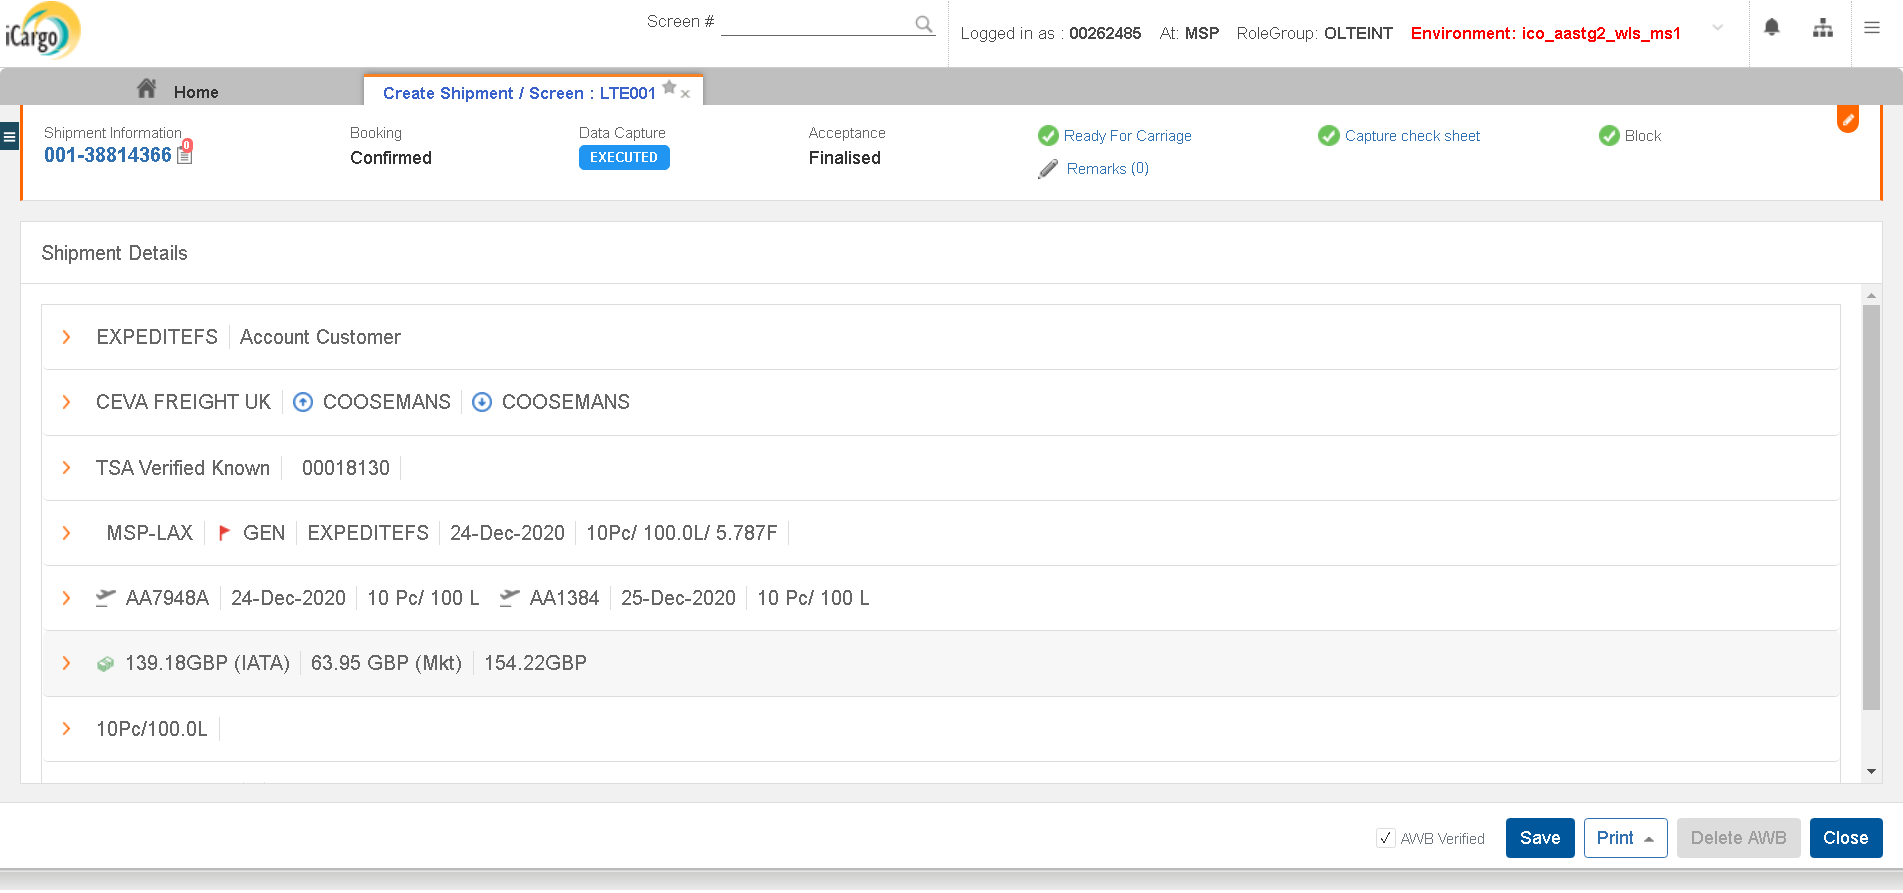 iCargo
Screen #
Logged in as : 00262485 At: MSP RoleGroup: OLTEINT Environment: ico_aastg2_wls_ms1
Home
Create Shipment / Screen : LTE001
Shipment Information
001-38814366
0
Booking
Confirmed
Data Capture
EXECUTED
Acceptance
Finalised
Ready For Carriage
Capture check sheet
Block
Remarks (0)
Shipment Details
EXPEDITEFS Account Customer
CEVA FREIGHT UK COOSEMANS COOSEMANS
TSA Verified Known 00018130
MSP-LAX GEN EXPEDITEFS 24-Dec-2020 10Pc/ 100.0L/ 5.787F
AA7948A 24-Dec-2020 10 Pc/ 100 L AA1384 25-Dec-2020 10 Pc/ 100 L
139.18GBP (IATA) 63.95 GBP (Mkt) 154.22GBP
10Pc/100.0L
AWB Verified Save Print Delete AWB Close